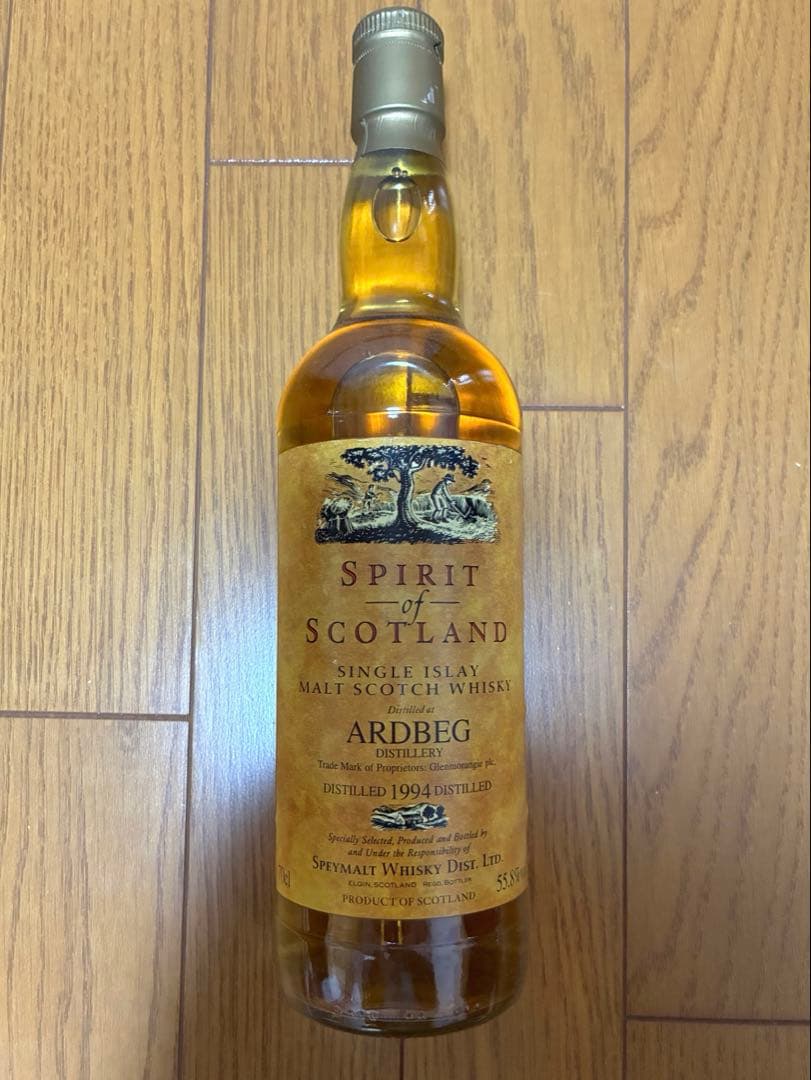 SPIRIT
of
SCOTLAND
SINGLE ISLAY
MALT SCOTCH WHISKY
Distilled at
ARDBEG
DISTILLERY
Trade Mark of Proprietors: Glenmorangie plc.
DISTILLED 1994 DISTILLED
Specially Selected, Produced and Bottled by
and Under the Responsibility of
SPEYMALT WHISKY DIST. LTD.
ELGIN, SCOTLAND REGD. BOTTLER
70cl 55.8%
PRODUCT OF SCOTLAND